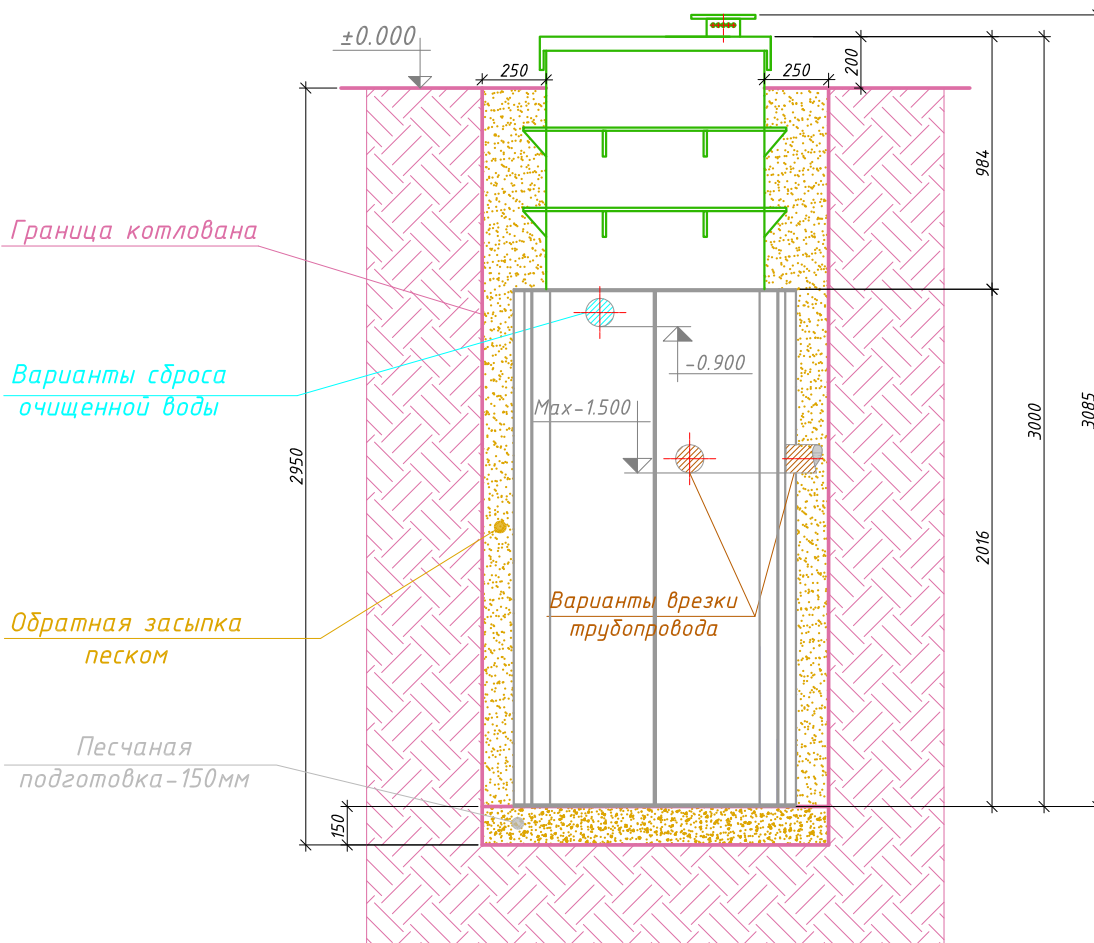 ±0.000
250
250
200
984
Граница котлована
Варианты сброса
очищенной воды
-0.900
Max-1.500
3085
3000
2950
2016
Варианты врезки
трубопровода
Обратная засыпка
песком
Песчаная
подготовка-150мм
150